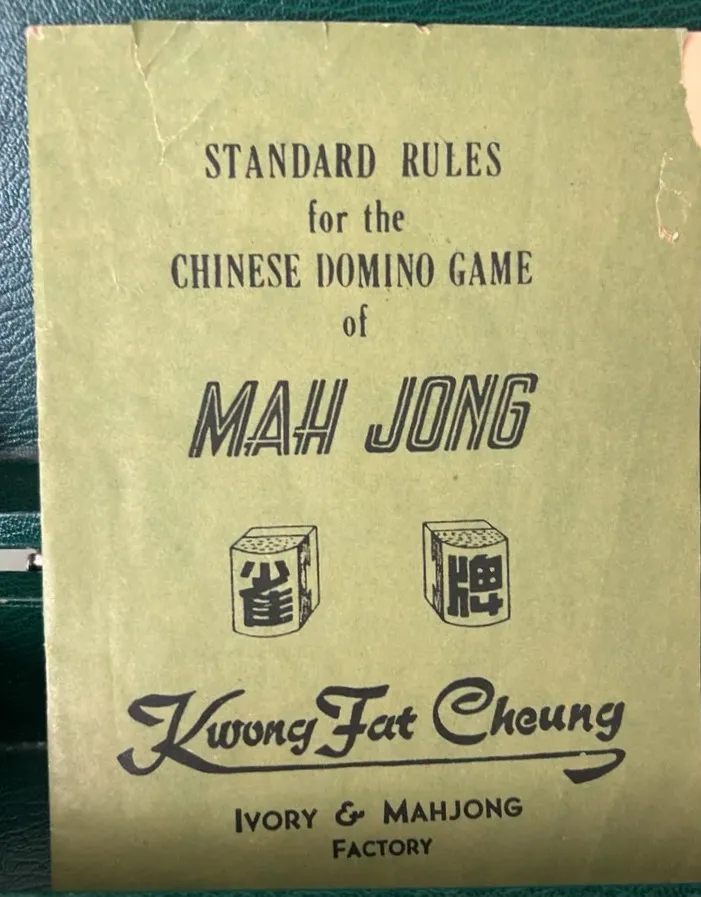 STANDARD RULES
for the
CHINESE DOMINO GAME
of
MAH JONG
雀 牌
Kwong Fat Cheung
IVORY & MAHJONG
FACTORY